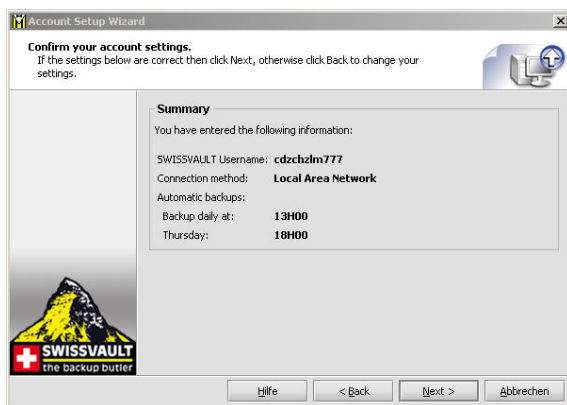 Account Setup Wizard
Confirm your account settings.
If the settings below are correct then click Next, otherwise click Back to change your
settings.
Summary
You have entered the following information:
SWISSVAULT Username: cdzchzlm777
Connection method: Local Area Network
Automatic backups:
Backup daily at: 13H00
Thursday: 18H00
SWISSVAULT
the backup butler
Hilfe
< Back
Next >
Abbrechen